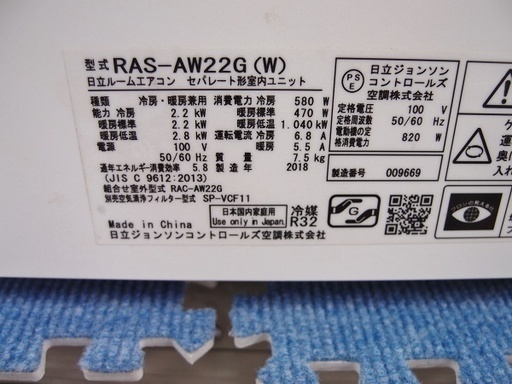 型式 RAS-AW22G (W)
日立ルームエアコン セパレート形室内ユニット
種類 冷房・暖房兼用 消費電力 冷房 580 W
能力 冷房 2.2 kW 暖房標準 470 W
暖房標準 2.2 kW 暖房低温 1.040 kW
暖房低温 2.8 kW 運転電流 冷房 6.8 A
電源 100 V 暖房 5.5 A
50/60 Hz 質量 7.5 kg
通年エネルギー消費効率 5.8 製造年 2018
(JIS C 9612:2013)
組合せ室外型式 RAC-AW22G
別売空気清浄フィルター型式 SP-VCF11
日本国内家庭用
Use only in Japan
冷媒
R32
Made in China
日立ジョンソンコントロールズ空調株式会社
PS
E
日立ジョンソン
コントロールズ
空調株式会社
定格電圧 100 V
定格周波数 50/60 Hz
電動機の定
格消費電力 820 W
製造番号 009669
G